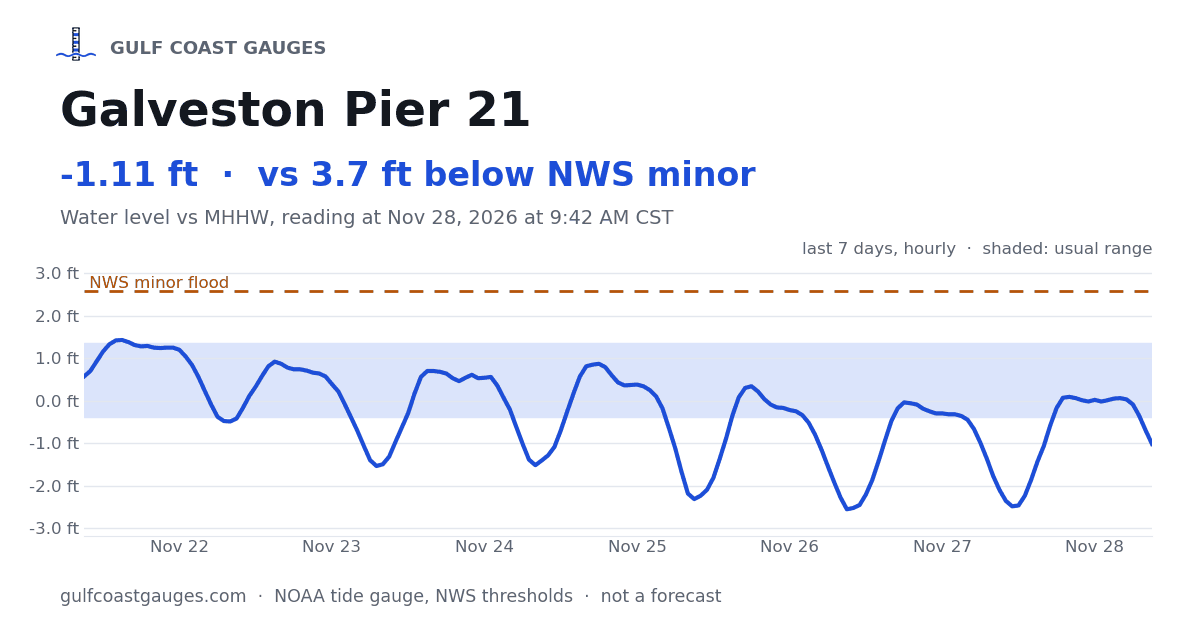 GULF COAST GAUGES
Galveston Pier 21
-1.11 ft · vs 3.7 ft below NWS minor
Water level vs MHHW, reading at Nov 28, 2026 at 9:42 AM CST
last 7 days, hourly · shaded: usual range
3.0 ft
NWS minor flood
2.0 ft
1.0 ft
0.0 ft
-1.0 ft
-2.0 ft
-3.0 ft
Nov 22 Nov 23 Nov 24 Nov 25 Nov 26 Nov 27 Nov 28
gulfcoastgauges.com · NOAA tide gauge, NWS thresholds · not a forecast